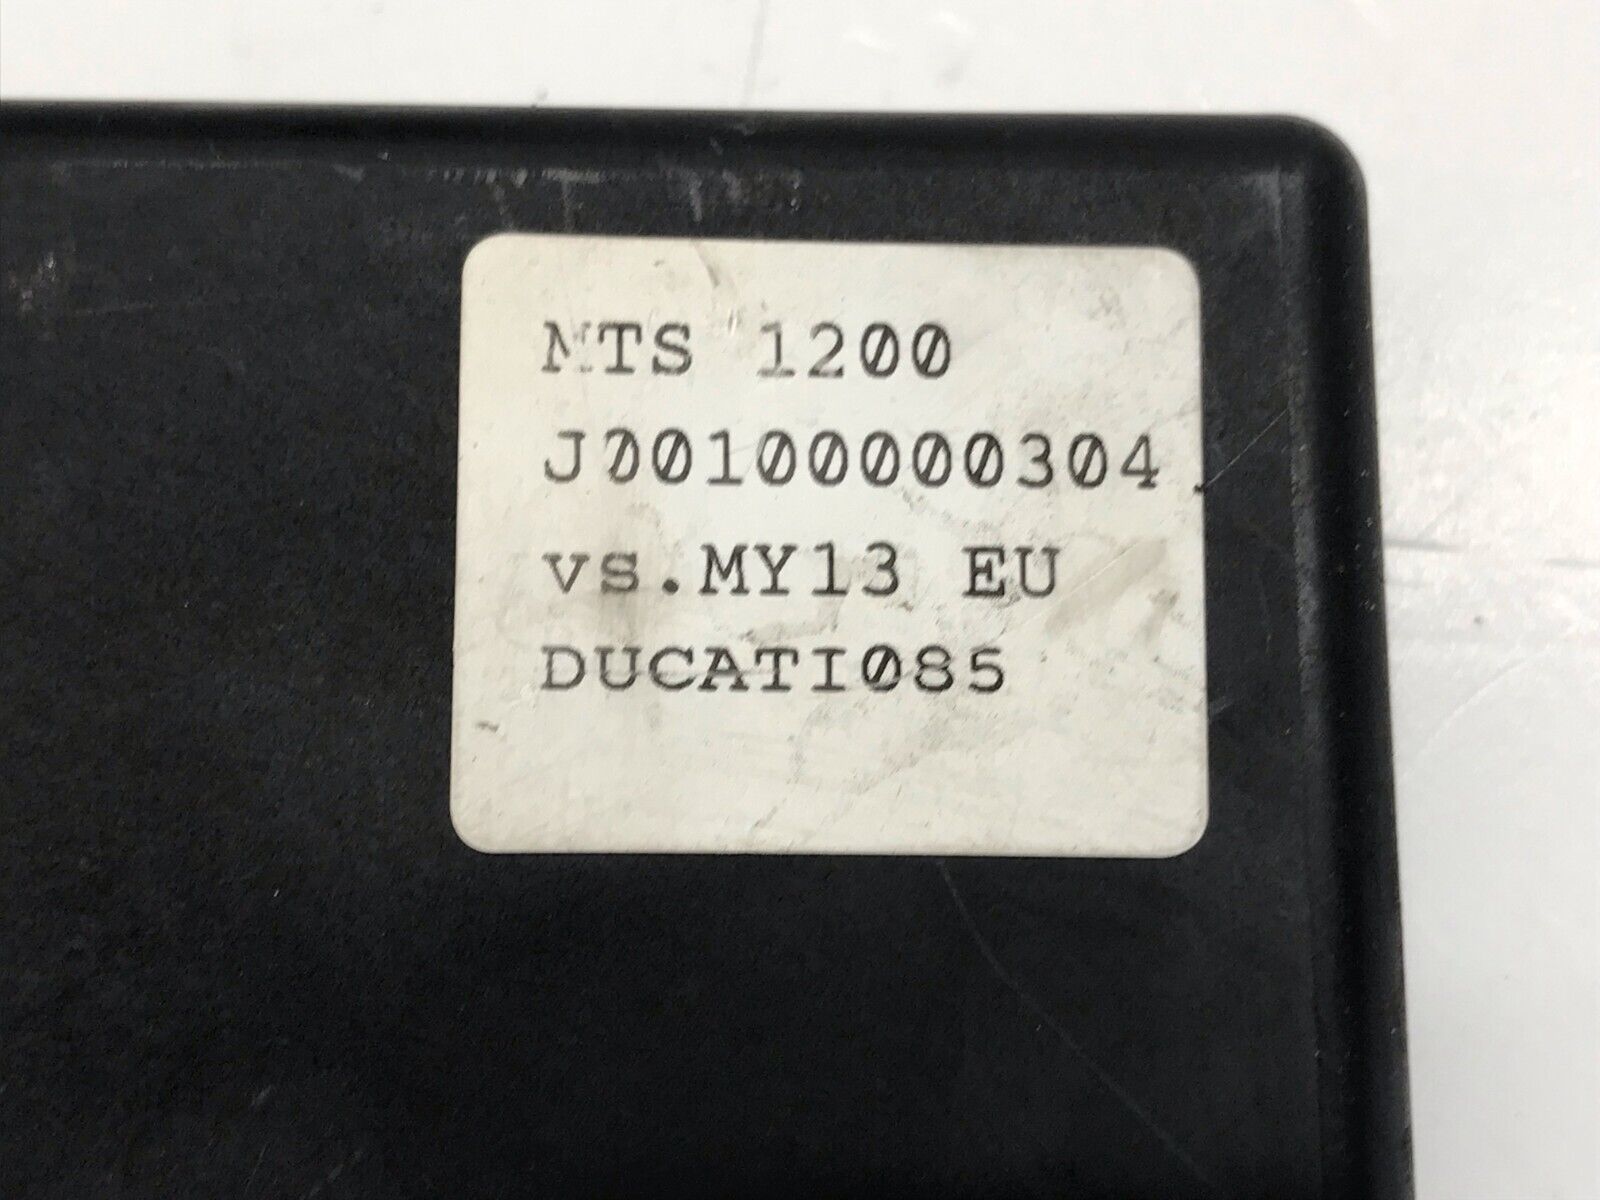 MTS 1200
J00100000304
vs.MY13 EU
DUCATI085